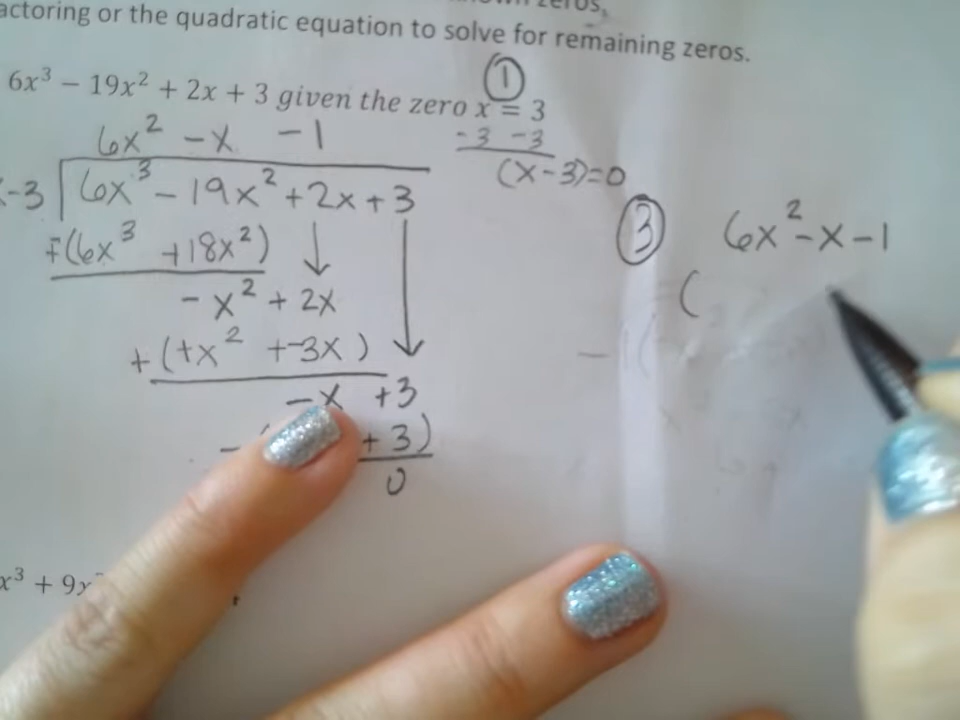 zeros,
actoring or the quadratic equation to solve for remaining zeros.
①
6x³ − 19x² + 2x + 3 given the zero x = 3
-3 -3
(x-3)=0
6x² - x - 1
-3 6x³ - 19x² + 2x + 3
+(6x³ +18x²)
- x² + 2x
+(+x² +-3x)
- x + 3
-( + 3)
0
③ 6x² - x - 1
(
x³ + 9